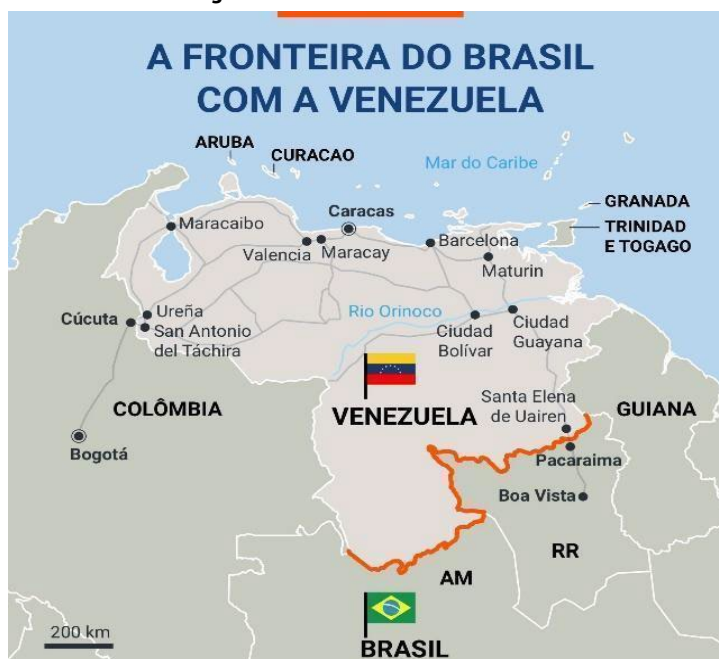 A FRONTEIRA DO BRASIL
COM A VENEZUELA
ARUBA
CURACAO
Mar do Caribe
GRANADA
TRINIDAD
E TOGAGO
Maracaibo
Caracas
Valencia
Maracay
Barcelona
Maturin
Ureña
Cúcuta
San Antonio
del Táchira
Rio Orinoco
Ciudad
Bolívar
Ciudad
Guayana
COLÔMBIA
VENEZUELA
Santa Elena
de Uairen
GUIANA
Bogotá
Pacaraima
Boa Vista
RR
AM
200 km
BRASIL